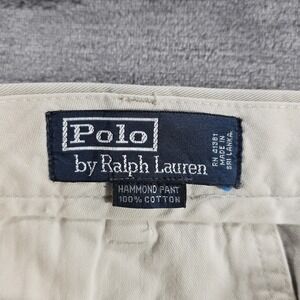 Polo
by Ralph Lauren
RN 41381
MADE IN
SRI LANKA
HAMMOND PANT
100% COTTON